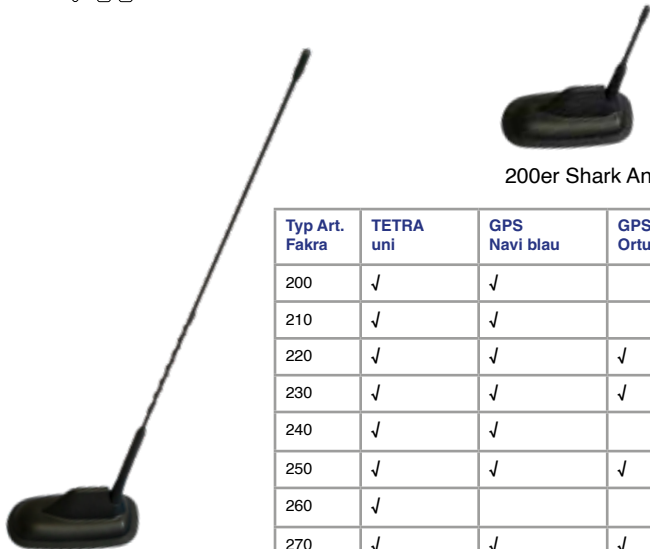 200er Shark An
Typ Art. Fakra TETRA uni GPS Navi blau GPS Ortu
200 √ √
210 √ √
220 √ √ √
230 √ √ √
240 √ √
250 √ √ √
260 √
270 √ √ √